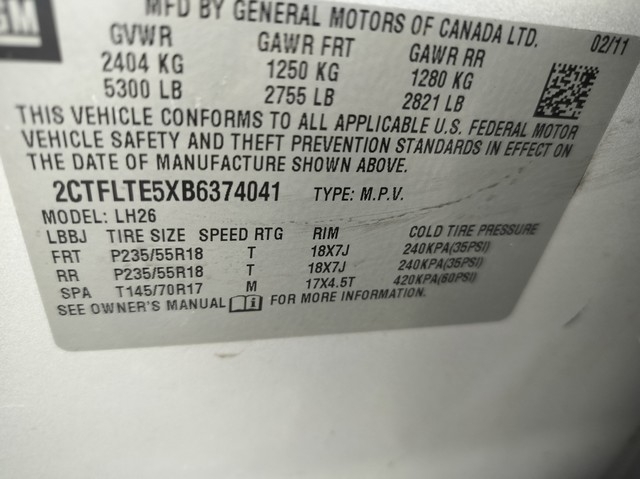 GM
MFD BY GENERAL MOTORS OF CANADA LTD.
02/11
GVWR GAWR FRT GAWR RR
2404 KG 1250 KG 1280 KG
5300 LB 2755 LB 2821 LB
THIS VEHICLE CONFORMS TO ALL APPLICABLE U.S. FEDERAL MOTOR
VEHICLE SAFETY AND THEFT PREVENTION STANDARDS IN EFFECT ON
THE DATE OF MANUFACTURE SHOWN ABOVE.
2CTFLTE5XB6374041 TYPE: M.P.V.
MODEL: LH26
LBBJ TIRE SIZE SPEED RTG RIM COLD TIRE PRESSURE
FRT P235/55R18 T 18X7J 240KPA(35PSI)
RR P235/55R18 T 18X7J 240KPA(35PSI)
SPA T145/70R17 M 17X4.5T 420KPA(60PSI)
SEE OWNER'S MANUAL FOR MORE INFORMATION.